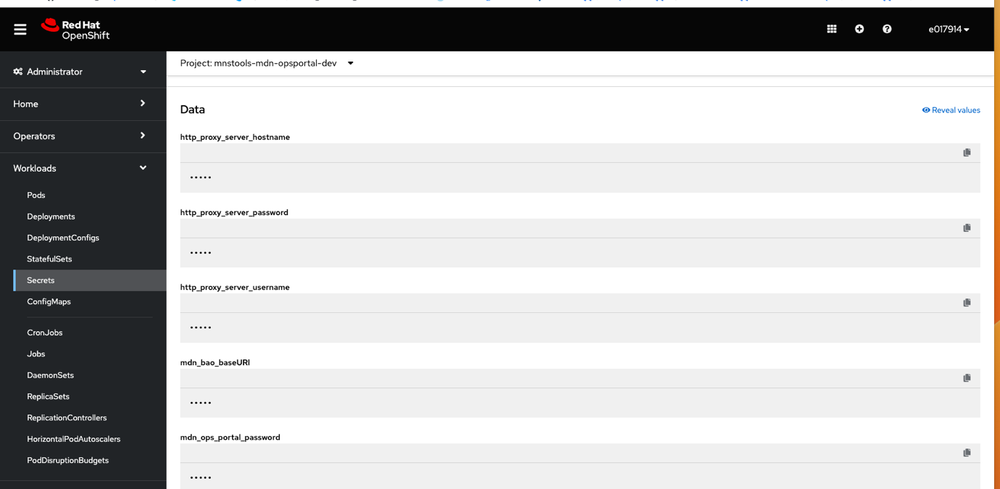 Red Hat
OpenShift
e017914
Administrator
Home
Operators
Workloads
Pods
Deployments
DeploymentConfigs
StatefulSets
Secrets
ConfigMaps
CronJobs
Jobs
DaemonSets
ReplicaSets
ReplicationControllers
HorizontalPodAutoscalers
PodDisruptionBudgets
Project: mnstools-mdn-opsportal-dev
Data
Reveal values
http_proxy_server_hostname
•••••
http_proxy_server_password
•••••
http_proxy_server_username
•••••
mdn_bao_baseURI
•••••
mdn_ops_portal_password
•••••